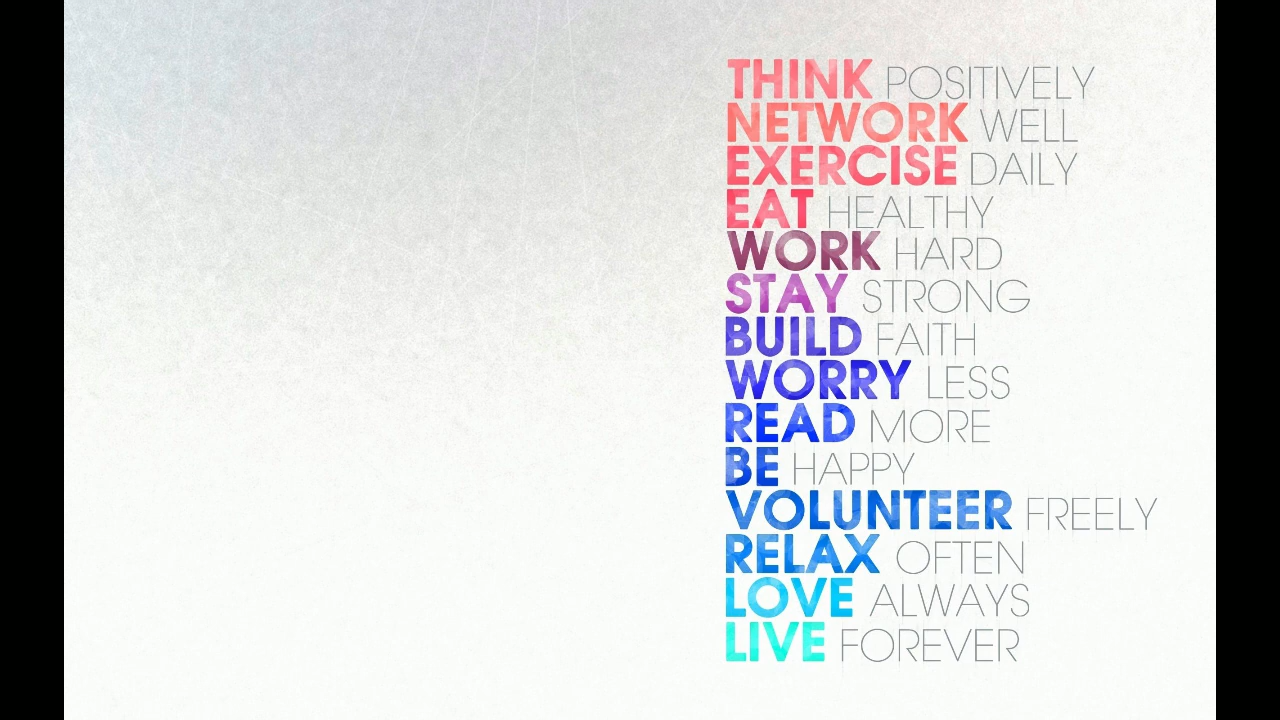 THINK POSITIVELY
NETWORK WELL
EXERCISE DAILY
EAT HEALTHY
WORK HARD
STAY STRONG
BUILD FAITH
WORRY LESS
READ MORE
BE HAPPY
VOLUNTEER FREELY
RELAX OFTEN
LOVE ALWAYS
LIVE FOREVER